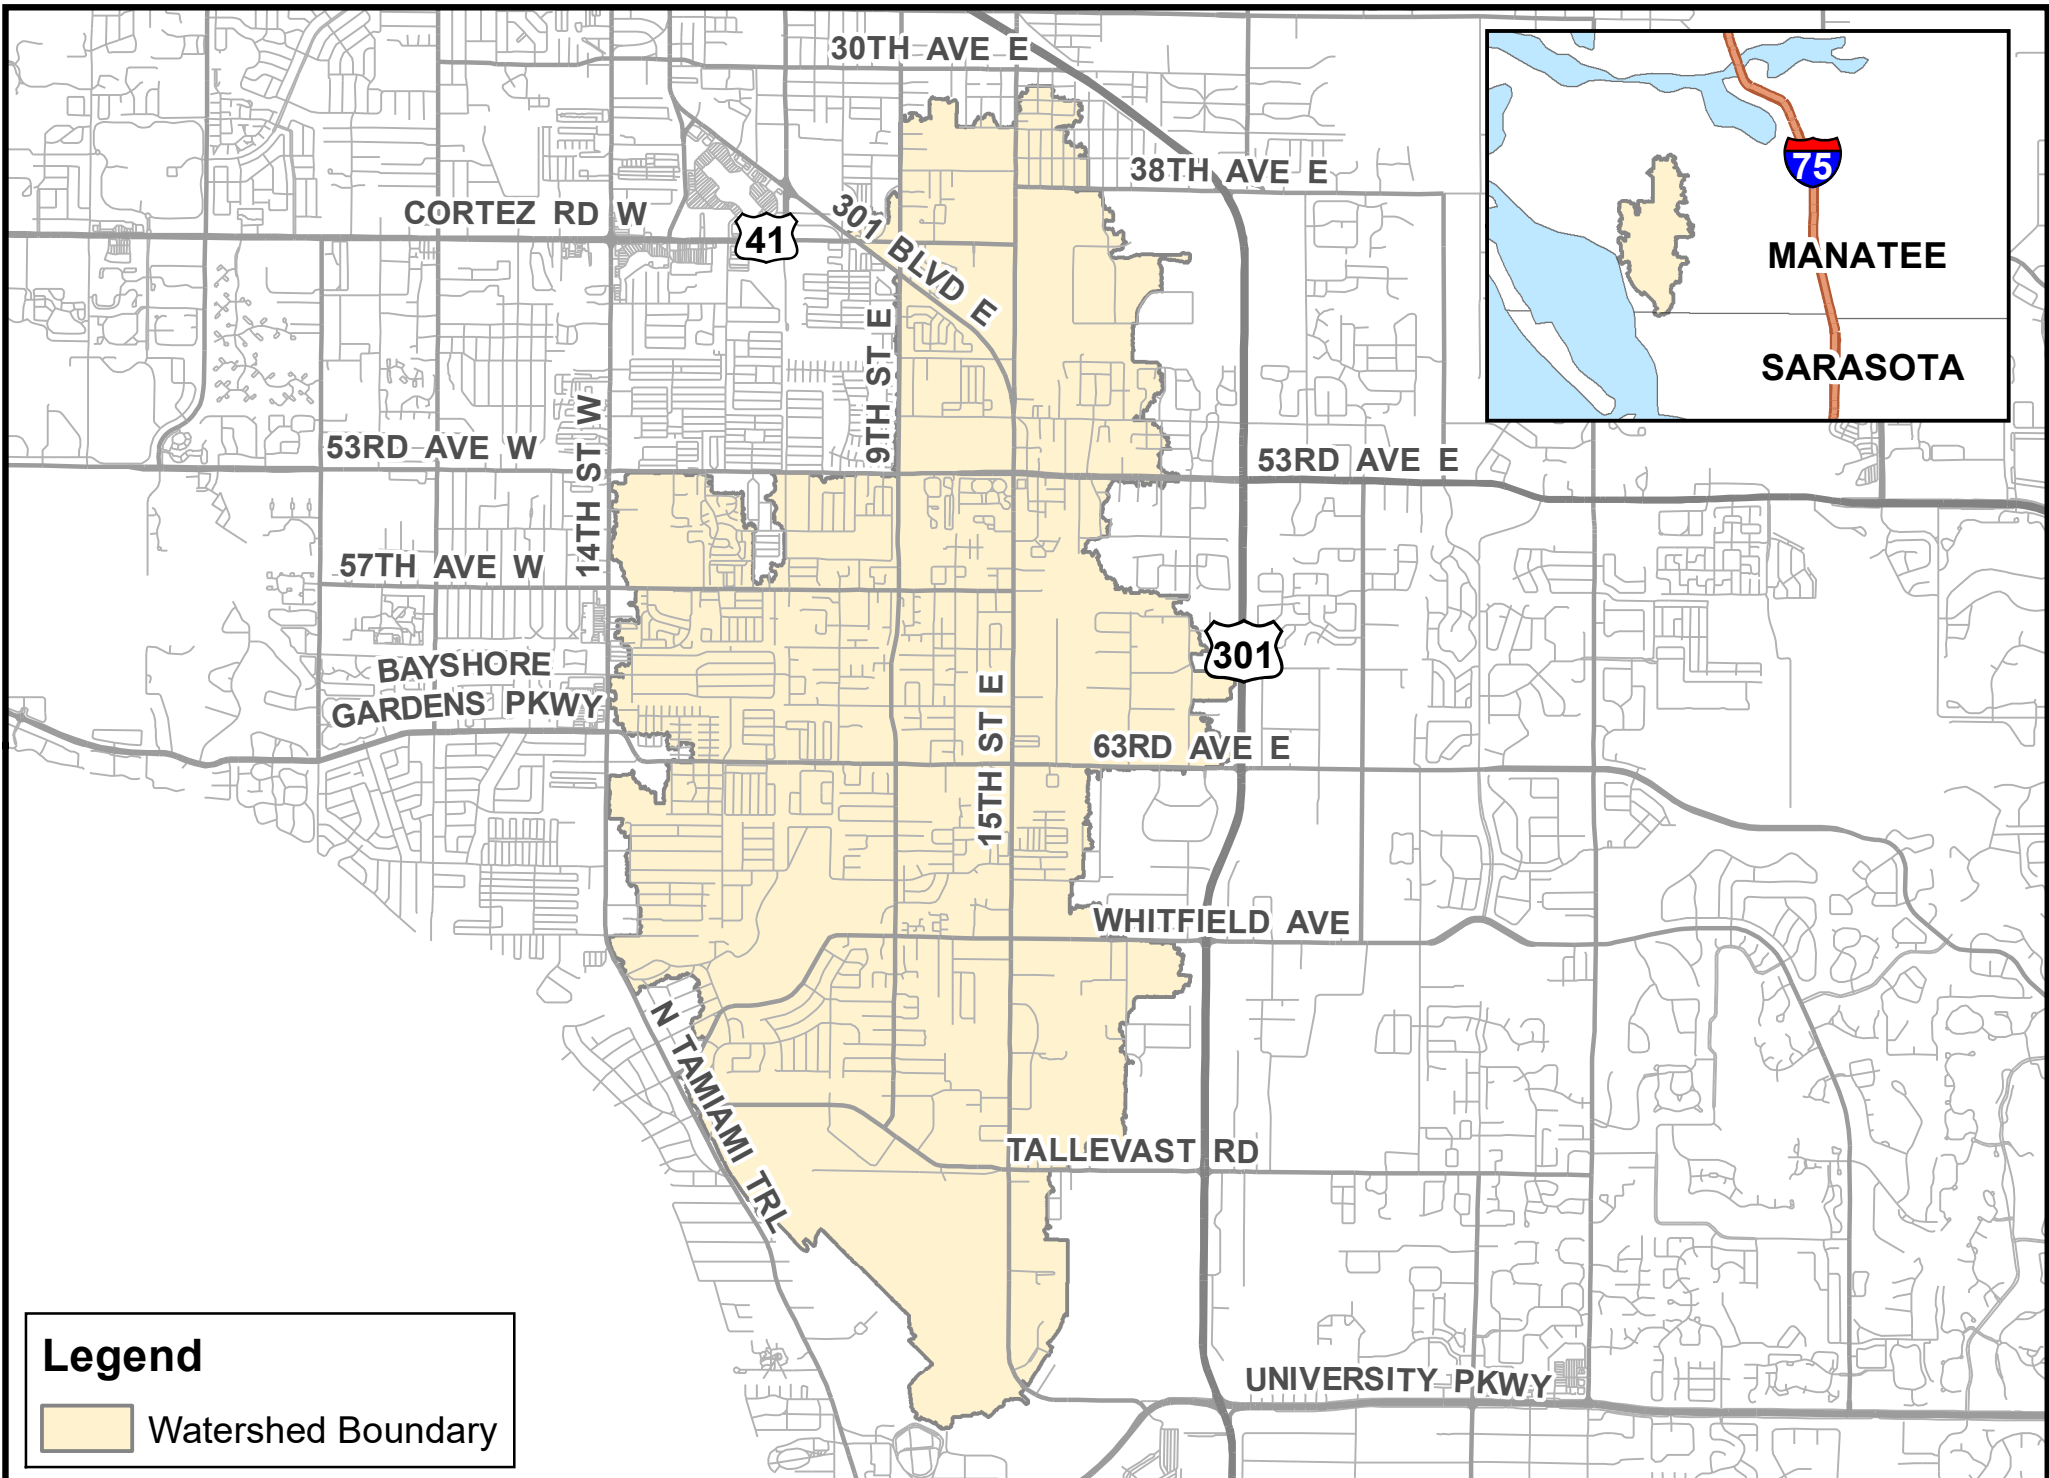 30TH AVE E
38TH AVE E
CORTEZ RD W
41
301 BLVD E
75
MANATEE
SARASOTA
9TH ST E
14TH ST W
53RD AVE W
53RD AVE E
57TH AVE W
BAYSHORE
GARDENS PKWY
301
15TH ST E
63RD AVE E
WHITFIELD AVE
N TAMIAMI TRL
TALLEVAST RD
UNIVERSITY PKWY
Legend
Watershed Boundary